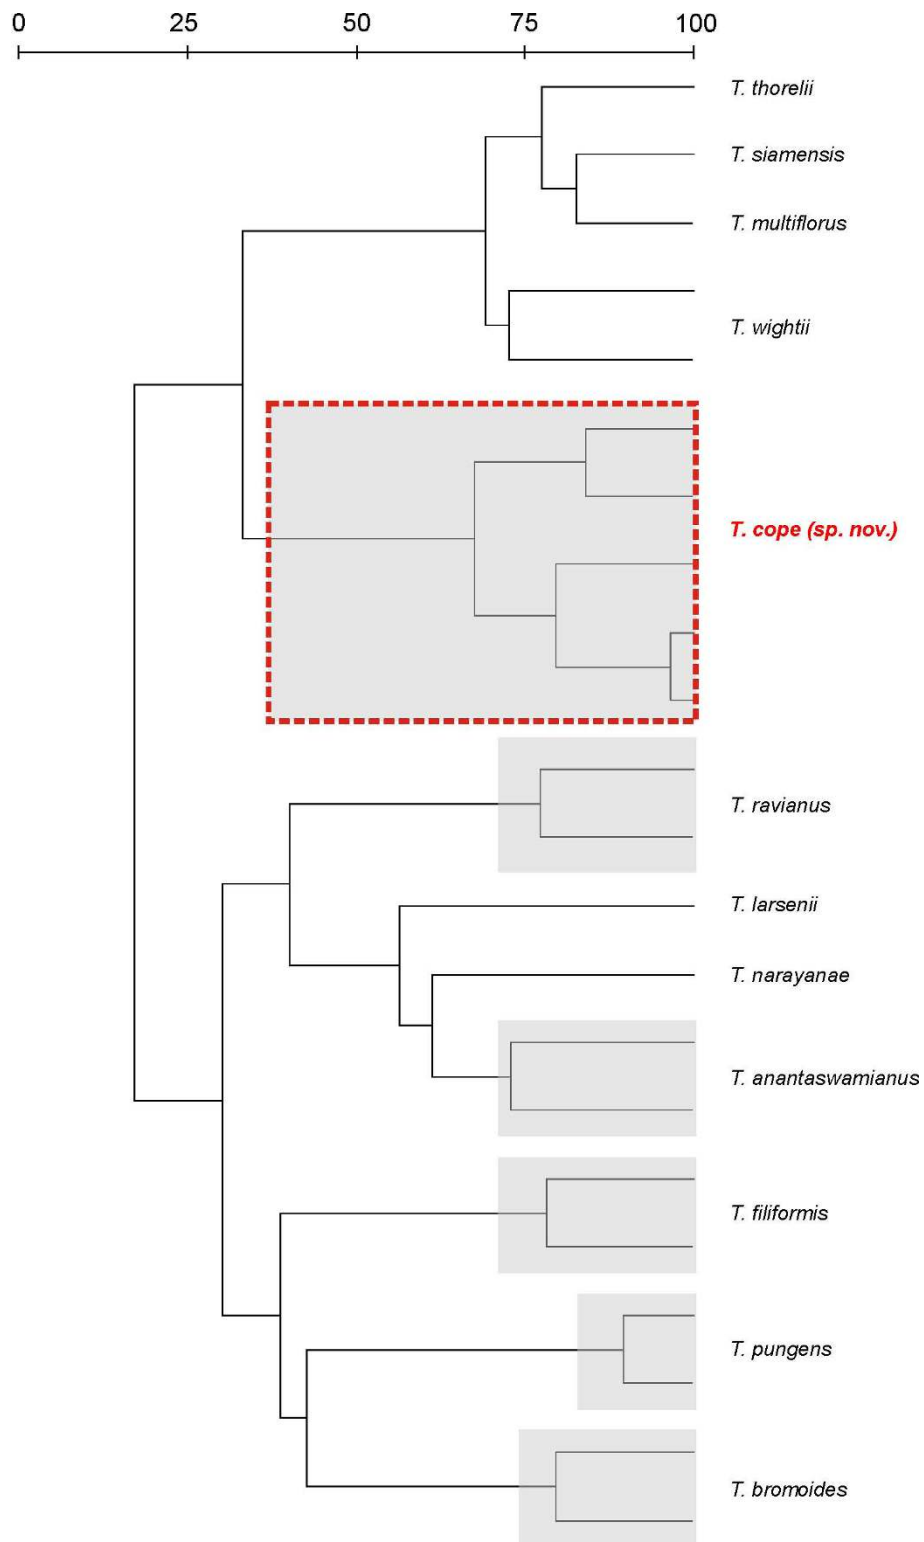 0 25 50 75 100
T. thorelii
T. siamensis
T. multiflorus
T. wightii
T. cope (sp. nov.)
T. ravianus
T. larsenii
T. narayanae
T. anantaswamianus
T. filiformis
T. pungens
T. bromoides